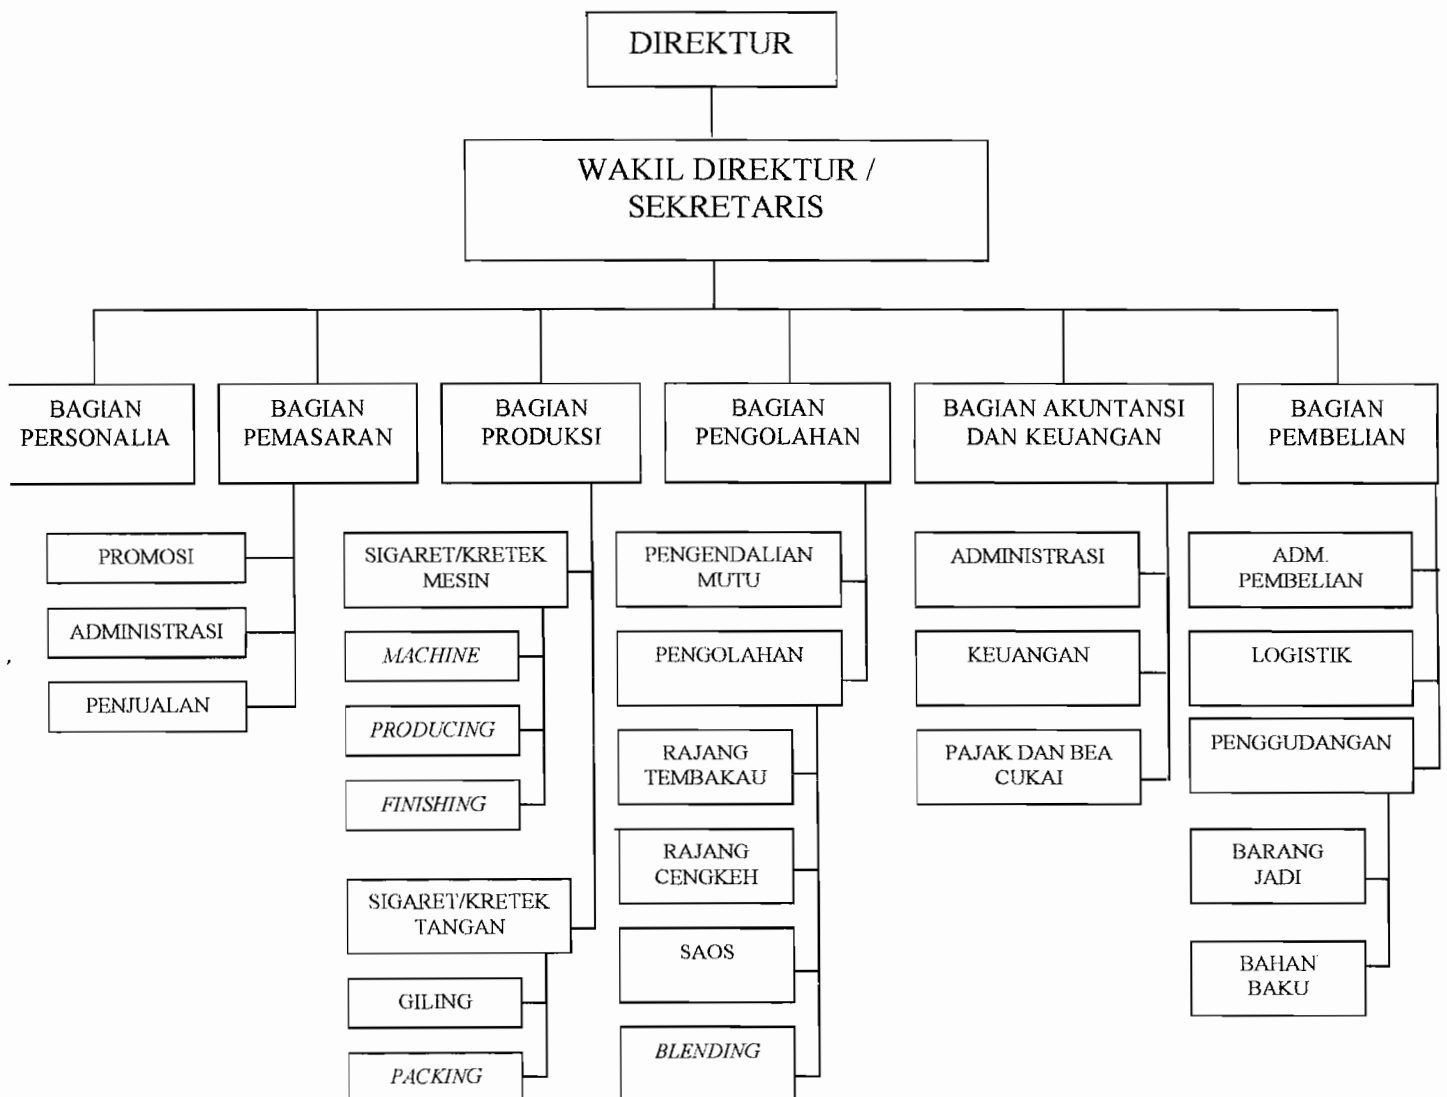 DIREKTUR
WAKIL DIREKTUR /
SEKRETARIS
BAGIAN
PERSONALIA
BAGIAN
PEMASARAN
BAGIAN
PRODUKSI
BAGIAN
PENGOLAHAN
BAGIAN AKUNTANSI
DAN KEUANGAN
BAGIAN
PEMBELIAN
PROMOSI
ADMINISTRASI
PENJUALAN
SIGARET/KRETEK
MESIN
MACHINE
PRODUCING
FINISHING
SIGARET/KRETEK
TANGAN
GILING
PACKING
PENGENDALIAN
MUTU
PENGOLAHAN
RAJANG
TEMBAKAU
RAJANG
CENGKEH
SAOS
BLENDING
ADMINISTRASI
KEUANGAN
PAJAK DAN BEA
CUKAI
ADM.
PEMBELIAN
LOGISTIK
PENGGUDANGAN
BARANG
JADI
BAHAN
BAKU